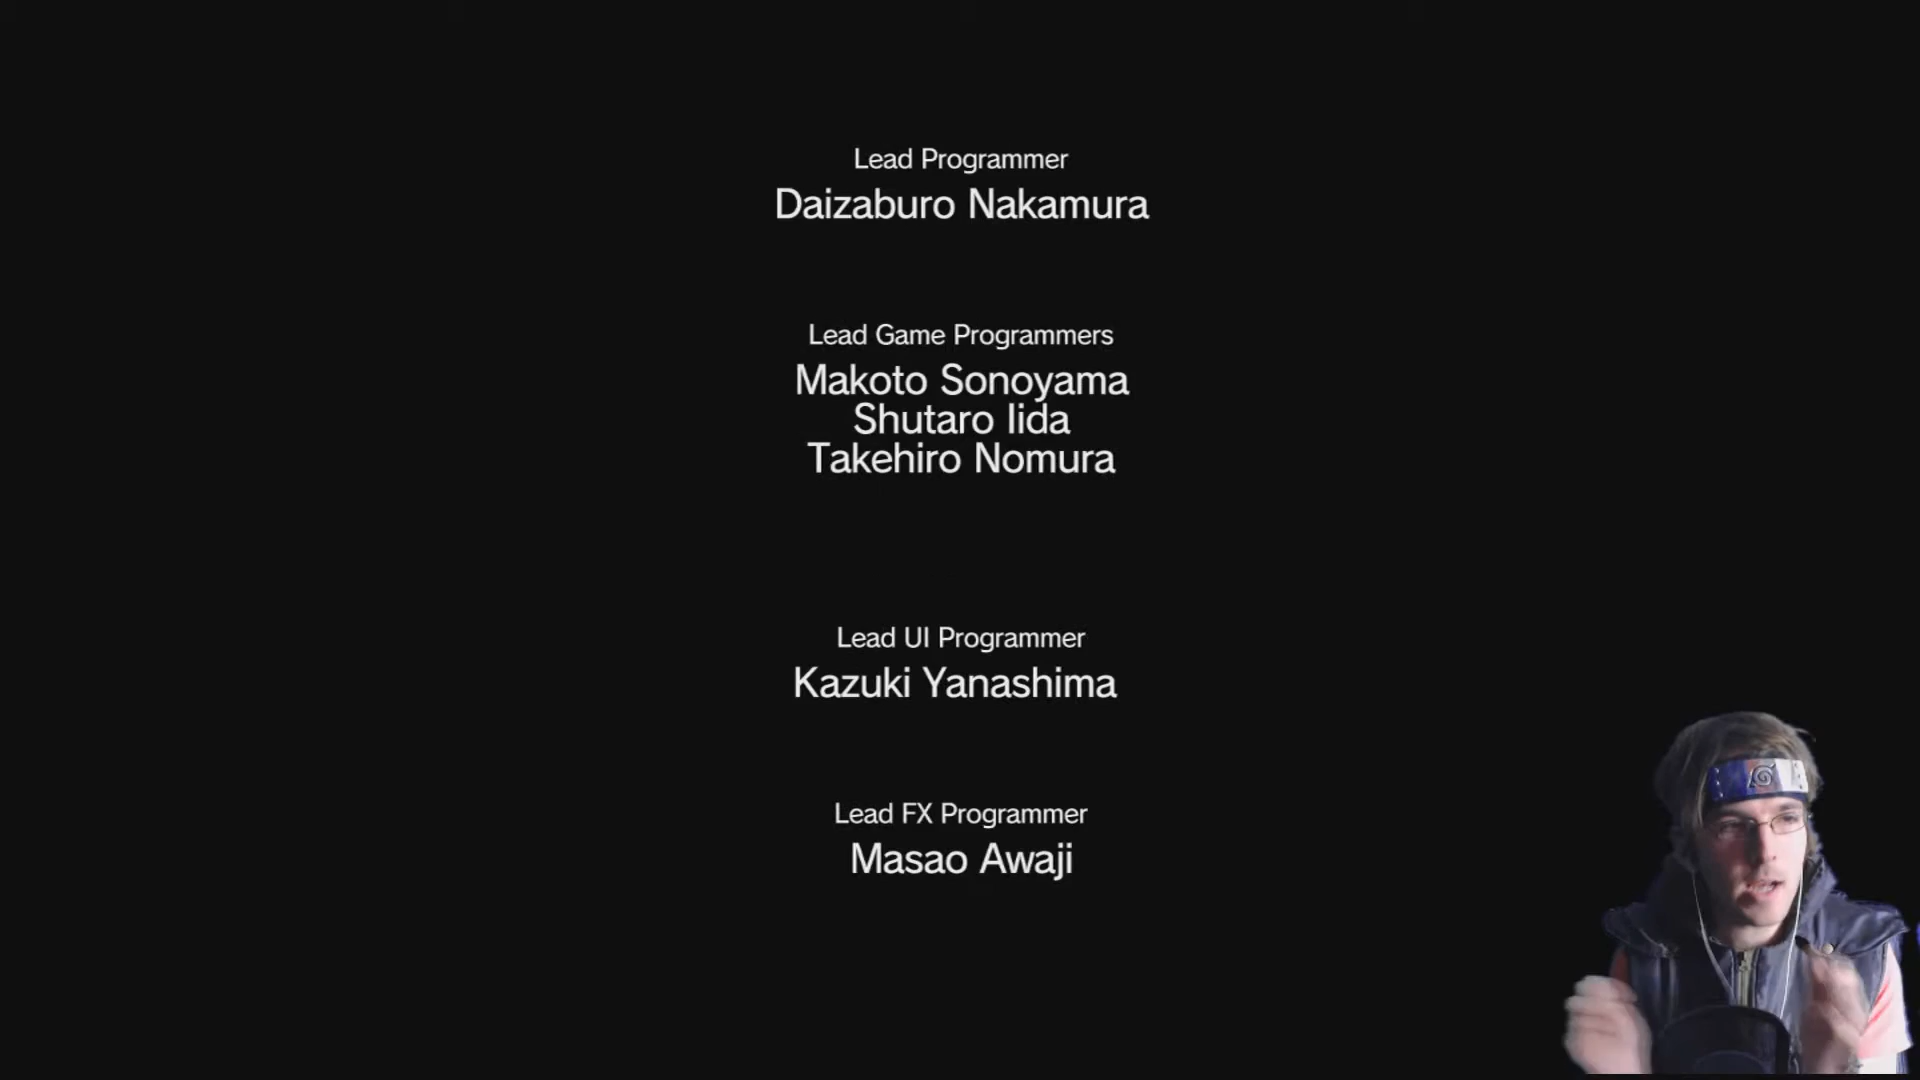 Lead Programmer
Daizaburo Nakamura
Lead Game Programmers
Makoto Sonoyama
Shutaro Iida
Takehiro Nomura
Lead UI Programmer
Kazuki Yanashima
Lead FX Programmer
Masao Awaji